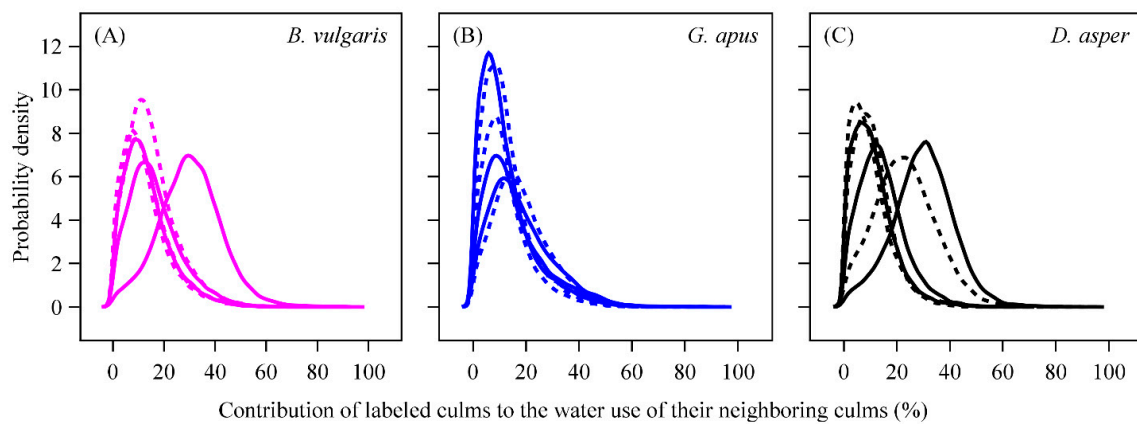 (A) B. vulgaris
(B) G. apus
(C) D. asper
Probability density
12
10
8
6
4
2
0
0 20 40 60 80 100
0 20 40 60 80 100
0 20 40 60 80 100
Contribution of labeled culms to the water use of their neighboring culms (%)